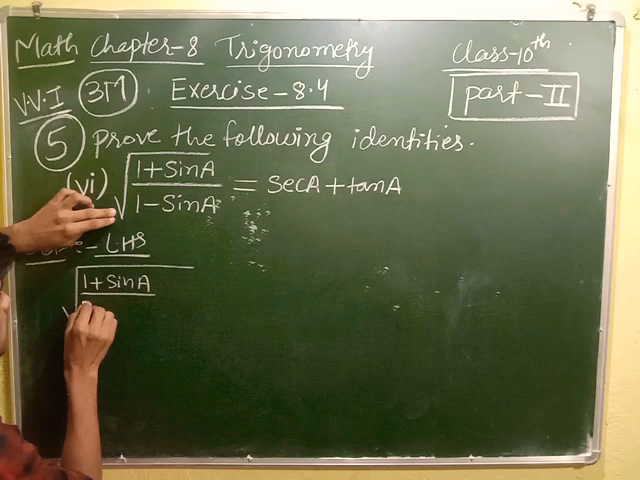 Math Chapter-8 Trigonometry Class-10th
V.V.I 3M Exercise-8.4 part-II
5 prove the following identities.
(vi) √(1+SinA / 1-SinA) = SecA+tanA
:- LHS
√(1+SinA